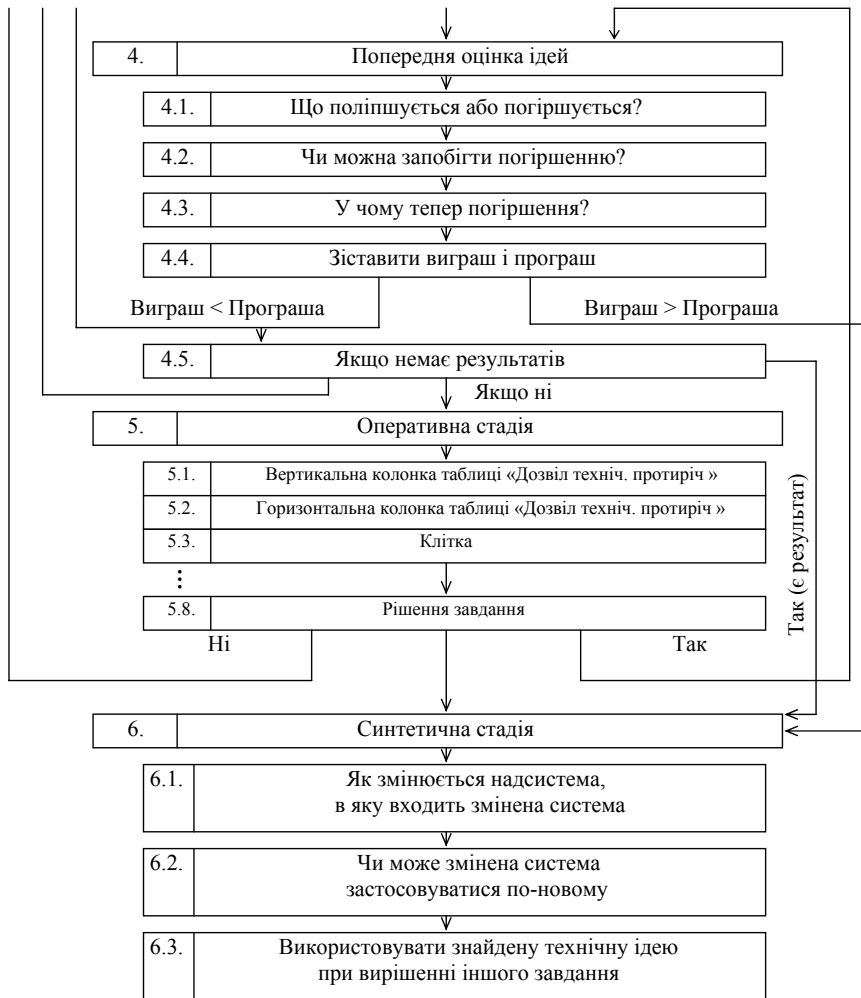 4. Попередня оцінка ідей
4.1. Що поліпшується або погіршується?
4.2. Чи можна запобігти погіршенню?
4.3. У чому тепер погіршення?
4.4. Зіставити виграш і програш
Виграш < Програша Виграш > Програша
4.5. Якщо немає результатів
Якщо ні
5. Оперативна стадія
5.1. Вертикальна колонка таблиці «Дозвіл техніч. протиріч »
5.2. Горизонтальна колонка таблиці «Дозвіл техніч. протиріч »
5.3. Клітка
⋮
5.8. Рішення завдання
Ні Так
Так (є результат)
6. Синтетична стадія
6.1. Як змінюється надсистема,
в яку входить змінена система
6.2. Чи може змінена система
застосовуватися по-новому
6.3. Використовувати знайдену технічну ідею
при вирішенні іншого завдання